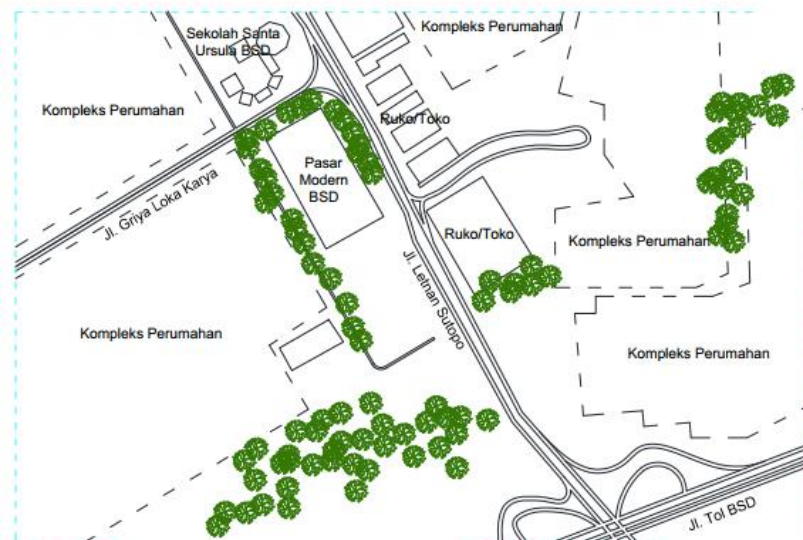 Sekolah Santa
Ursula BSD
Kompleks Perumahan
Kompleks Perumahan
Ruko/Toko
Pasar
Modern
BSD
Jl. Griya Loka Karya
Ruko/Toko
Kompleks Perumahan
Jl. Letnan Sutopo
Kompleks Perumahan
Kompleks Perumahan
Jl. Tol BSD